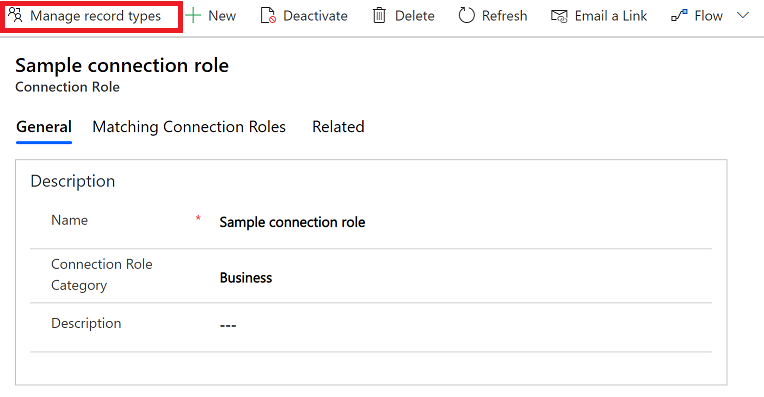 Manage record types New Deactivate Delete Refresh Email a Link Flow
Sample connection role
Connection Role
General Matching Connection Roles Related
Description
Name * Sample connection role
Connection Role
Category
Business
Description ---